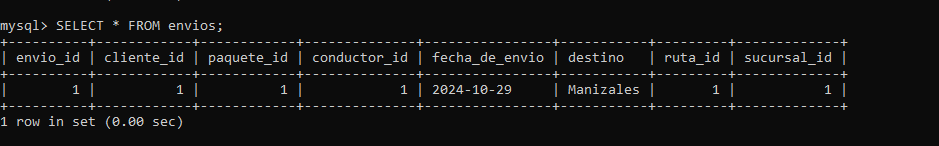 mysql> SELECT * FROM envios;
+----------+------------+------------+--------------+----------------+-----------+---------+-------------+
| envio_id | cliente_id | paquete_id | conductor_id | fecha_de_envio | destino   | ruta_id | sucursal_id |
+----------+------------+------------+--------------+----------------+-----------+---------+-------------+
|        1 |          1 |          1 |            1 | 2024-10-29     | Manizales |       1 |           1 |
+----------+------------+------------+--------------+----------------+-----------+---------+-------------+
1 row in set (0.00 sec)